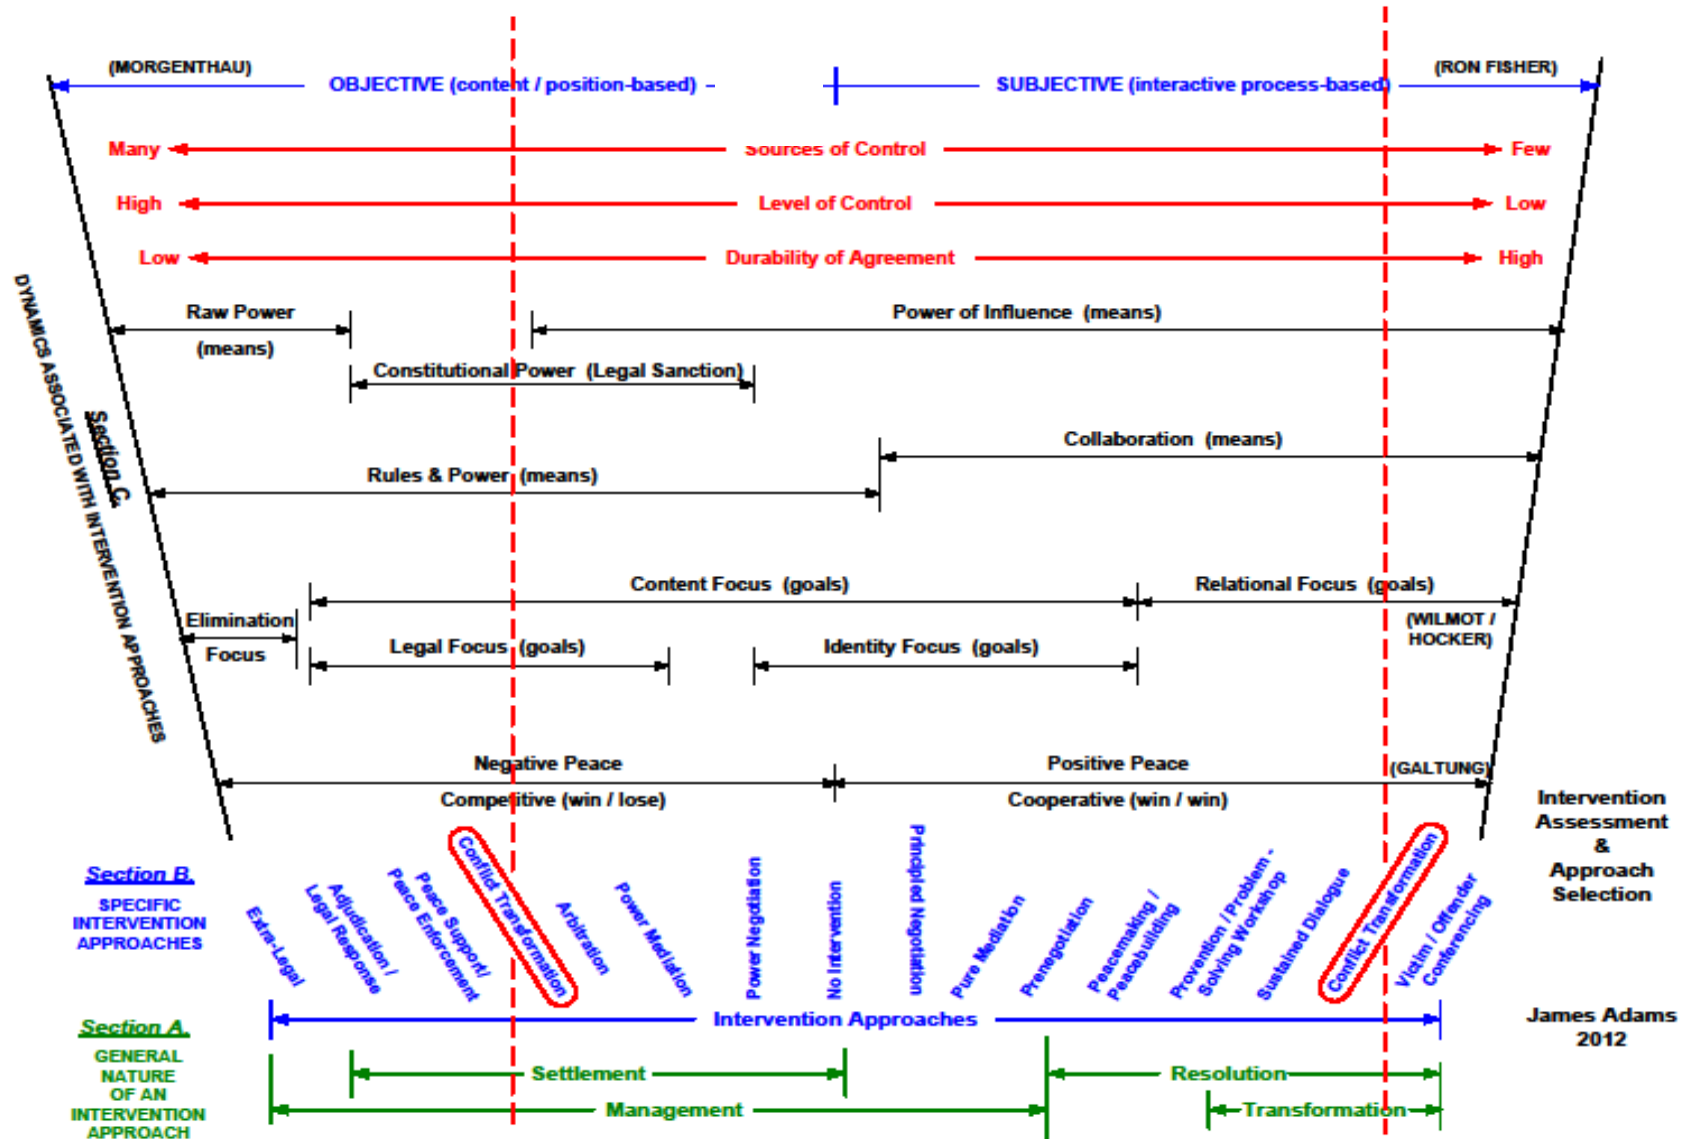 (MORGENTHAU)
(RON FISHER)
OBJECTIVE (content / position-based)
SUBJECTIVE (interactive process-based)
Many
Sources of Control
Few
High
Level of Control
Low
Low
Durability of Agreement
High
Raw Power
(means)
Power of Influence (means)
Constitutional Power (Legal Sanction)
Collaboration (means)
Rules & Power (means)
Section C.
DYNAMICS ASSOCIATED WITH INTERVENTION APPROACHES
Content Focus (goals)
Relational Focus (goals)
Elimination
Focus
(WILMOT /
HOCKER)
Legal Focus (goals)
Identity Focus (goals)
Negative Peace
Positive Peace
(GALTUNG)
Competitive (win / lose)
Cooperative (win / win)
Intervention
Assessment
&
Approach
Selection
Section B.
SPECIFIC
INTERVENTION
APPROACHES
Extra-Legal
Adjudication /
Legal Response
Peace Support/
Peace Enforcement
Conflict Transformation
Arbitration
Power Mediation
Power Negotiation
No Intervention
Principled Negotiation
Pure Mediation
Prenegotiation
Peacemaking /
Peacebuilding
Provention / Problem -
Solving Workshop
Sustained Dialogue
Conflict Transformation
Victim / Offender
Conferencing
Intervention Approaches
James Adams
2012
Section A.
GENERAL
NATURE
OF AN
INTERVENTION
APPROACH
Settlement
Resolution
Management
Transformation